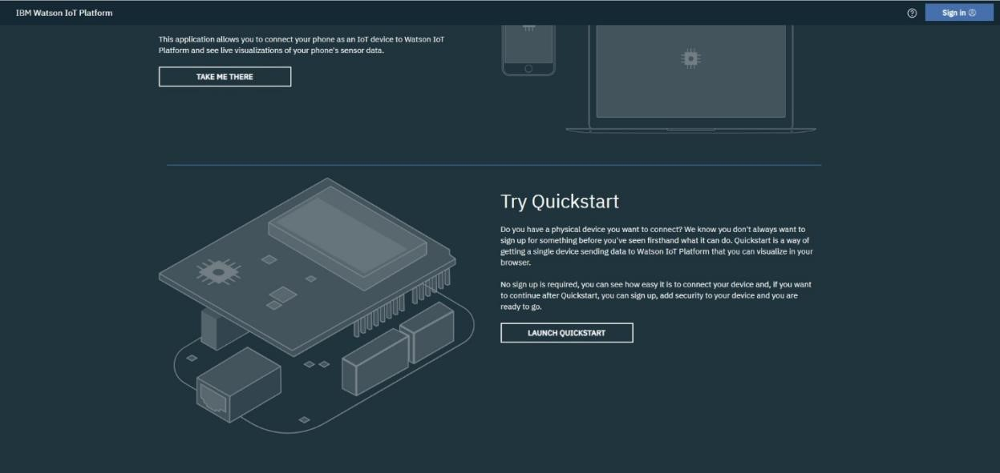 IBM Watson IoT Platform
Sign in
This application allows you to connect your phone as an IoT device to Watson IoT
Platform and see live visualizations of your phone's sensor data.
TAKE ME THERE
Try Quickstart
Do you have a physical device you want to connect? We know you don't always want to
sign up for something before you've seen firsthand what it can do. Quickstart is a way of
getting a single device sending data to Watson IoT Platform that you can visualize in your
browser.
No sign up is required, you can see how easy it is to connect your device and, if you want
to continue after Quickstart, you can sign up, add security to your device and you are
ready to go.
LAUNCH QUICKSTART